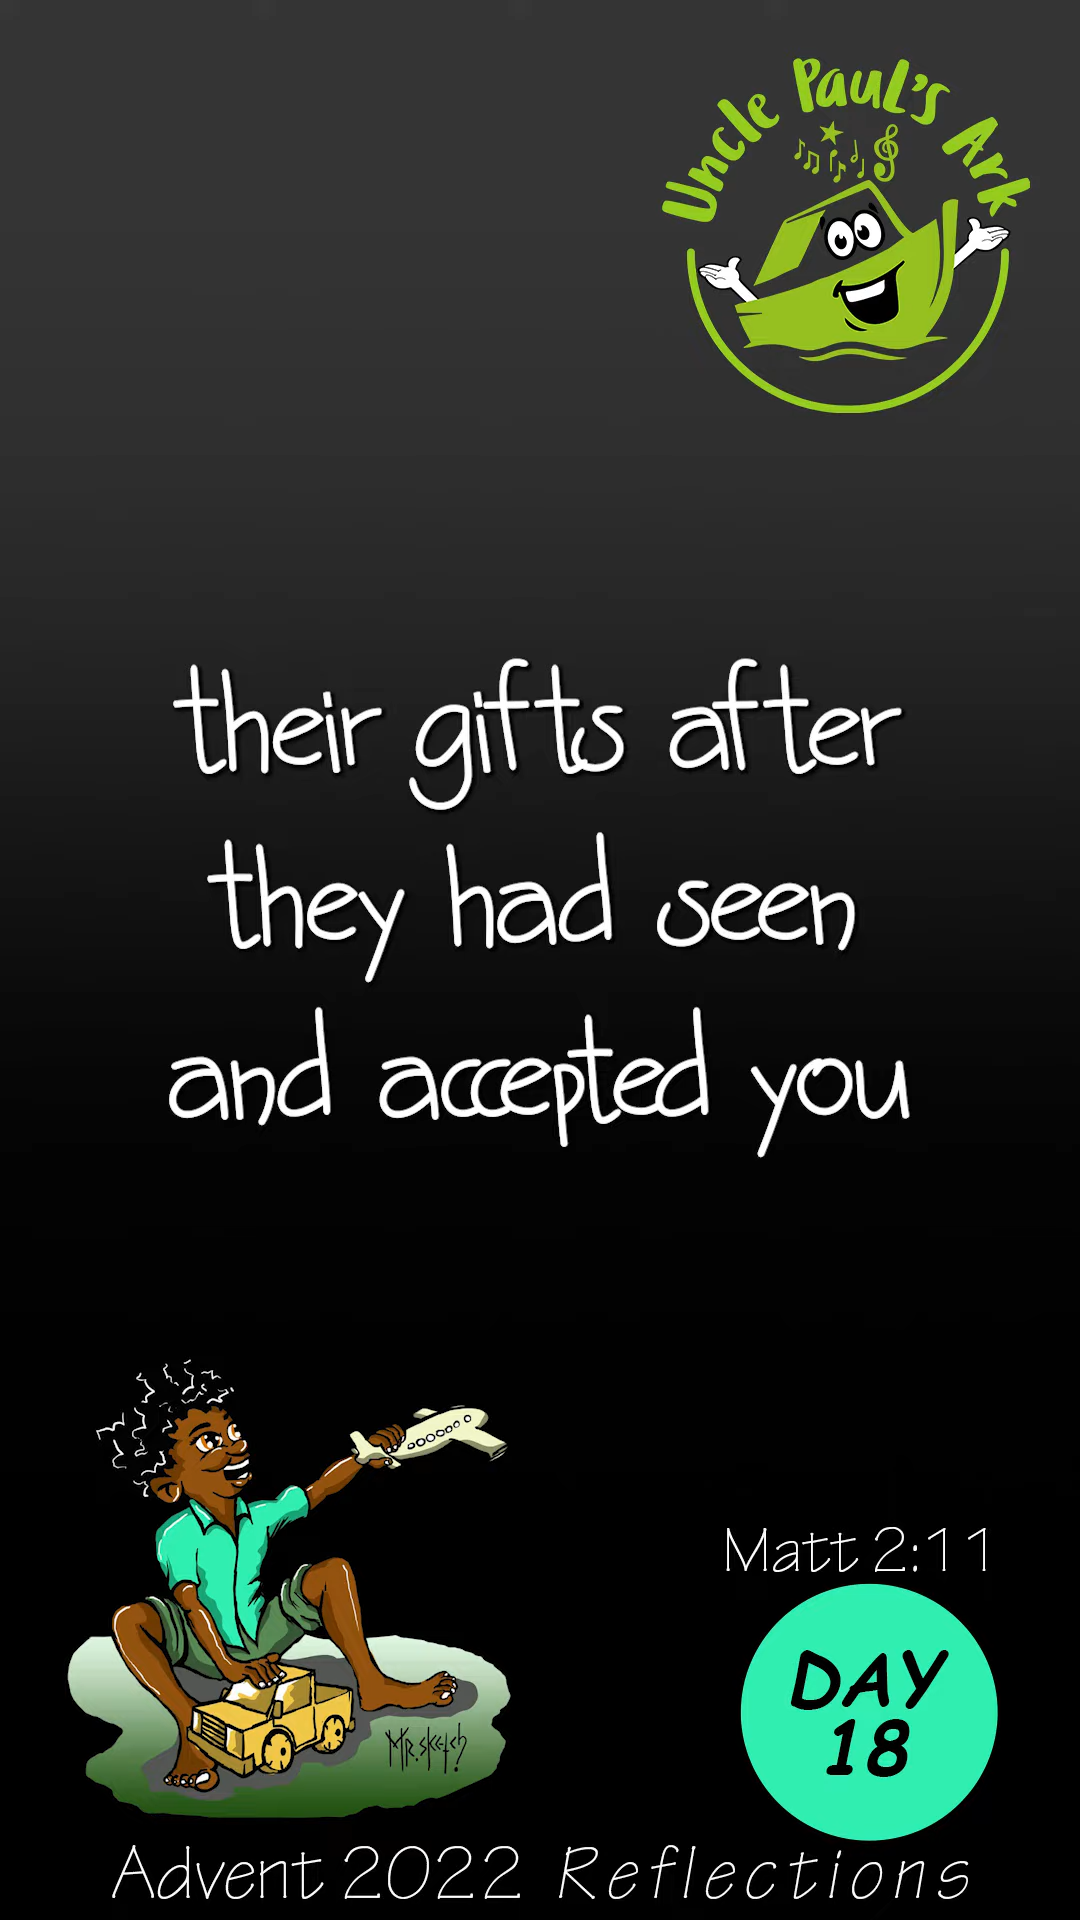 Uncle Paul's Ark
their gifts after
they had seen
and accepted you
Matt 2:11
DAY
18
Mr. Sketch
Advent 2022 Reflections